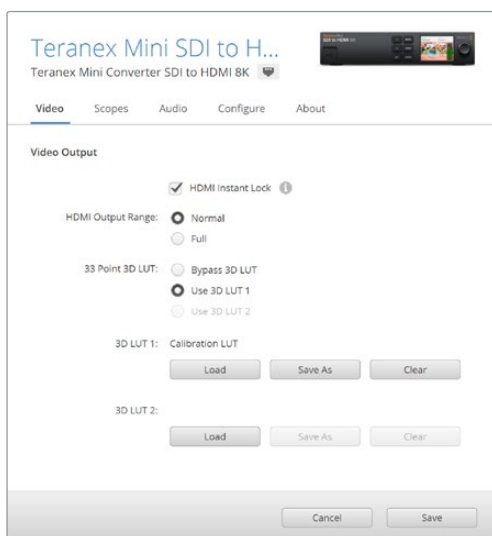 Teranex Mini SDI to H...
Teranex Mini Converter SDI to HDMI 8K
Video Scopes Audio Configure About
Video Output
HDMI Instant Lock
HDMI Output Range: Normal
Full
33 Point 3D LUT: Bypass 3D LUT
Use 3D LUT 1
Use 3D LUT 2
3D LUT 1: Calibration LUT
Load Save As Clear
3D LUT 2:
Load Save As Clear
Cancel Save